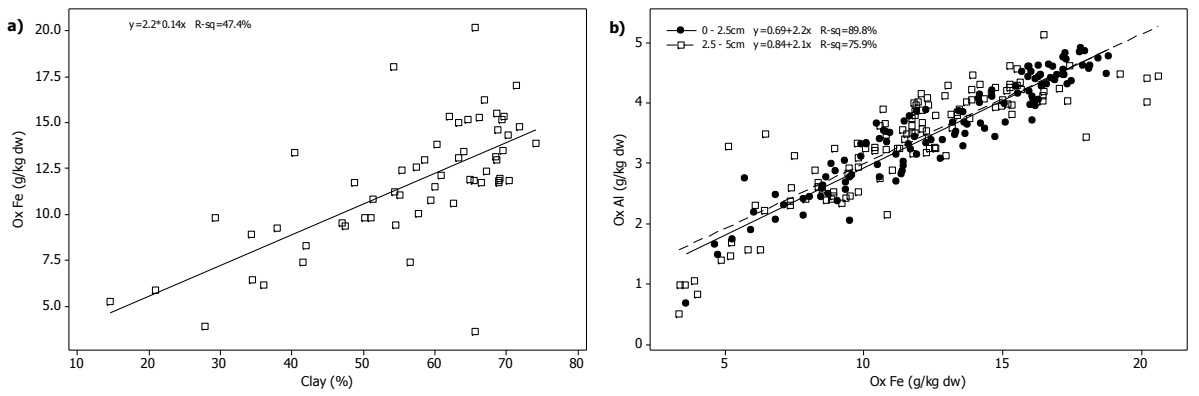 a)
y=2.2*0.14x R-sq=47.4%
20.0
17.5
15.0
12.5
10.0
7.5
5.0
Ox Fe (g/kg dw)
10 20 30 40 50 60 70 80
Clay (%)
b)
0 - 2.5cm y=0.69+2.2x R-sq=89.8%
2.5 - 5cm y=0.84+2.1x R-sq=75.9%
5
4
3
2
1
0
Ox Al (g/kg dw)
5 10 15 20
Ox Fe (g/kg dw)